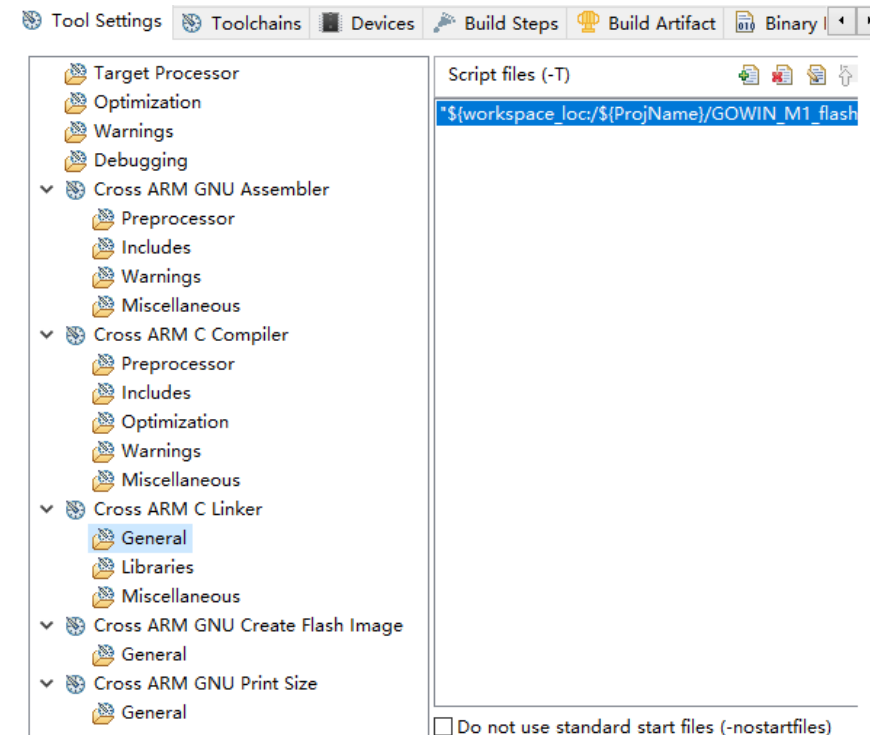 Tool Settings Toolchains Devices Build Steps Build Artifact Binary
Target Processor
Optimization
Warnings
Debugging
Cross ARM GNU Assembler
Preprocessor
Includes
Warnings
Miscellaneous
Cross ARM C Compiler
Preprocessor
Includes
Optimization
Warnings
Miscellaneous
Cross ARM C Linker
General
Libraries
Miscellaneous
Cross ARM GNU Create Flash Image
General
Cross ARM GNU Print Size
General
Script files (-T)
"${workspace_loc:/${ProjName}/GOWIN_M1_flash
Do not use standard start files (-nostartfiles)